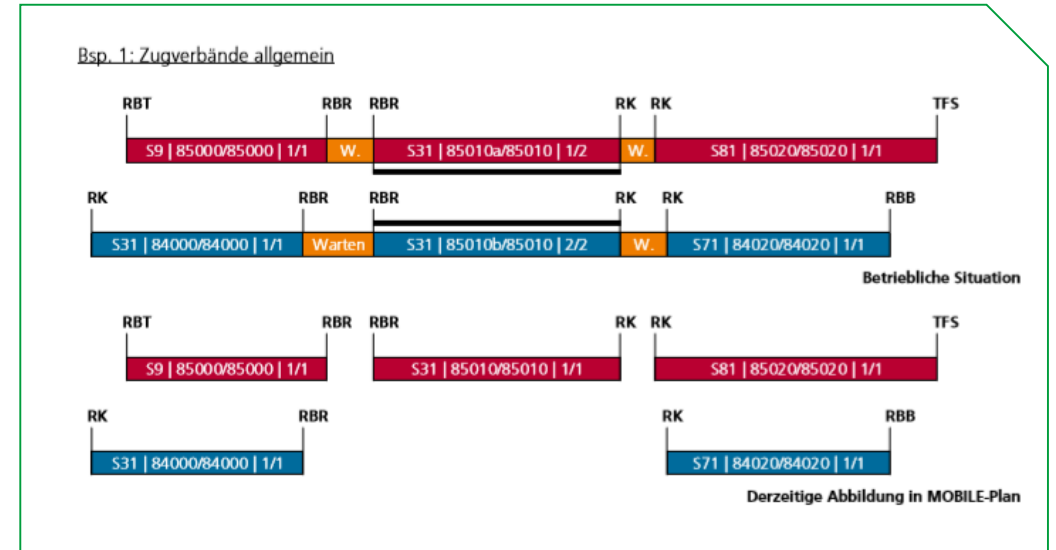 Bsp. 1: Zugverbände allgemein
RBT RBR RBR RK RK TFS
S9 | 85000/85000 | 1/1 W. S31 | 85010a/85010 | 1/2 W. S81 | 85020/85020 | 1/1
RK RBR RBR RK RK RBB
S31 | 84000/84000 | 1/1 Warten S31 | 85010b/85010 | 2/2 W. S71 | 84020/84020 | 1/1
Betriebliche Situation
RBT RBR RBR RK RK TFS
S9 | 85000/85000 | 1/1 S31 | 85010/85010 | 1/1 S81 | 85020/85020 | 1/1
RK RBR RK RBB
S31 | 84000/84000 | 1/1 S71 | 84020/84020 | 1/1
Derzeitige Abbildung in MOBILE-Plan